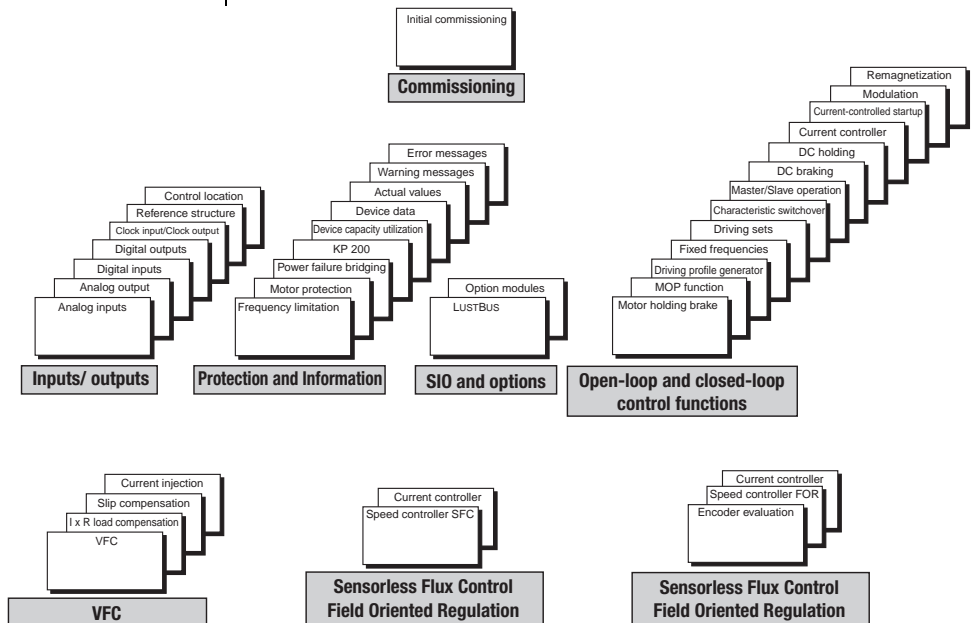 Initial commissioning
Commissioning
Control location
Reference structure
Clock input/Clock output
Digital outputs
Digital inputs
Analog output
Analog inputs
Inputs/ outputs
Error messages
Warning messages
Actual values
Device data
Device capacity utilization
KP 200
Power failure bridging
Motor protection
Frequency limitation
Protection and Information
Option modules
LUSTBUS
SIO and options
Remagnetization
Modulation
Current-controlled startup
Current controller
DC holding
DC braking
Master/Slave operation
Characteristic switchover
Driving sets
Fixed frequencies
Driving profile generator
MOP function
Motor holding brake
Open-loop and closed-loop
control functions
Current injection
Slip compensation
I x R load compensation
VFC
VFC
Current controller
Speed controller SFC
Sensorless Flux Control
Field Oriented Regulation
Current controller
Speed controller FOR
Encoder evaluation
Sensorless Flux Control
Field Oriented Regulation